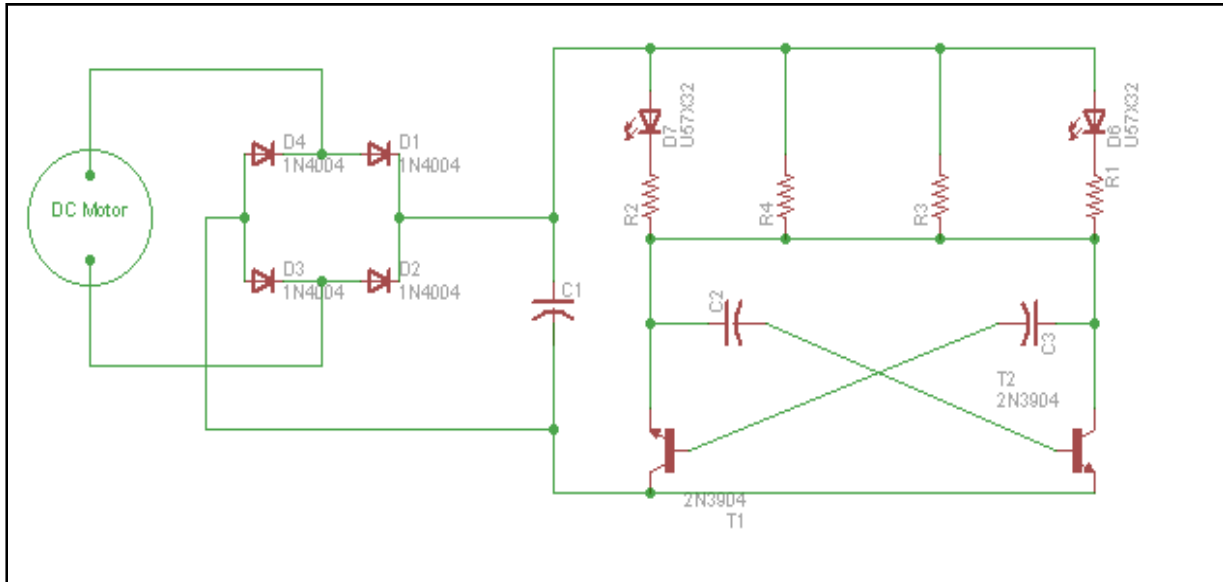 DC Motor
D4
1N4004
D1
1N4004
D3
1N4004
D2
1N4004
C1
D7
U57X32
R2
R4
R3
D6
U57X32
R1
C2
C3
T2
2N3904
2N3904
T1